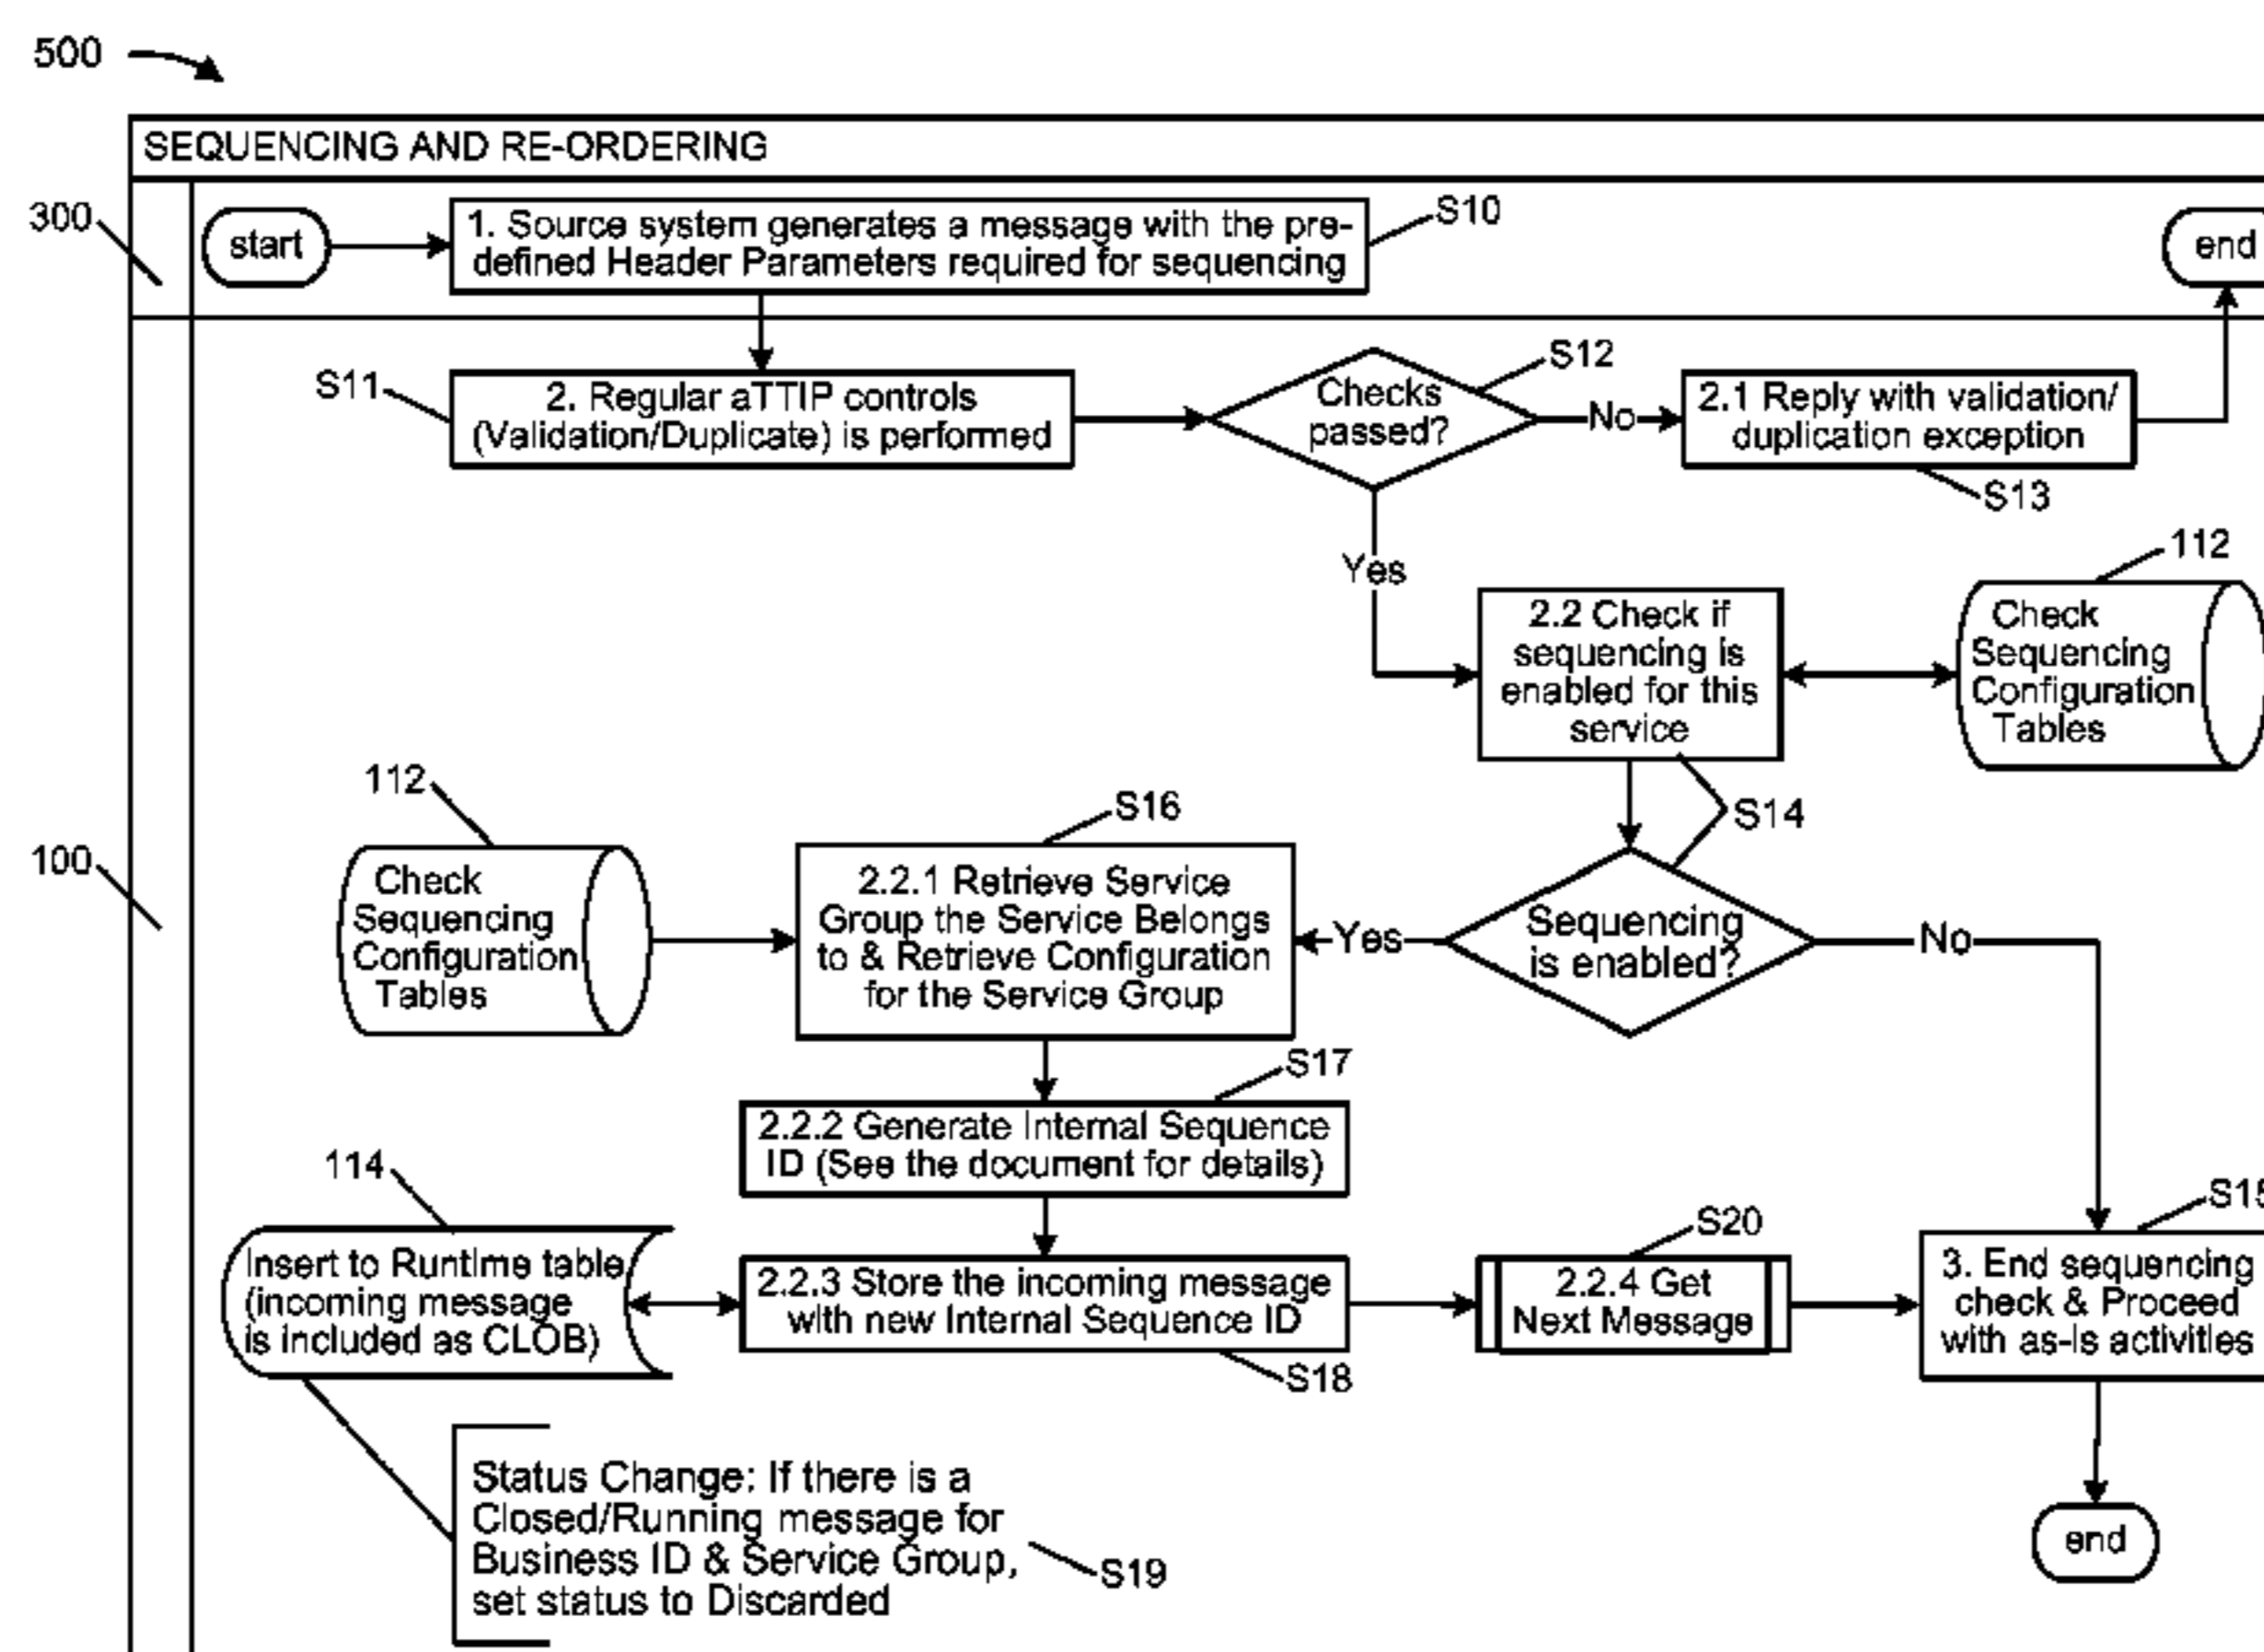 500
SEQUENCING AND RE-ORDERING
300
start
1. Source system generates a message with the pre-
defined Header Parameters required for sequencing
S10
end
S11
2. Regular aTTIP controls
(Validation/Duplicate) is performed
Checks
passed?
S12
No
2.1 Reply with validation/
duplication exception
S13
Yes
2.2 Check if
sequencing is
enabled for this
service
112
Check
Sequencing
Configuration
Tables
S14
100
112
Check
Sequencing
Configuration
Tables
S16
2.2.1 Retrieve Service
Group the Service Belongs
to & Retrieve Configuration
for the Service Group
Yes
Sequencing
is enabled?
No
S17
2.2.2 Generate Internal Sequence
ID (See the document for details)
114
Insert to Runtime table
(incoming message
is included as CLOB)
2.2.3 Store the incoming message
with new Internal Sequence ID
S18
S20
2.2.4 Get
Next Message
S15
3. End sequencing
check & Proceed
with as-is activities
Status Change: If there is a
Closed/Running message for
Business ID & Service Group,
set status to Discarded
S19
end